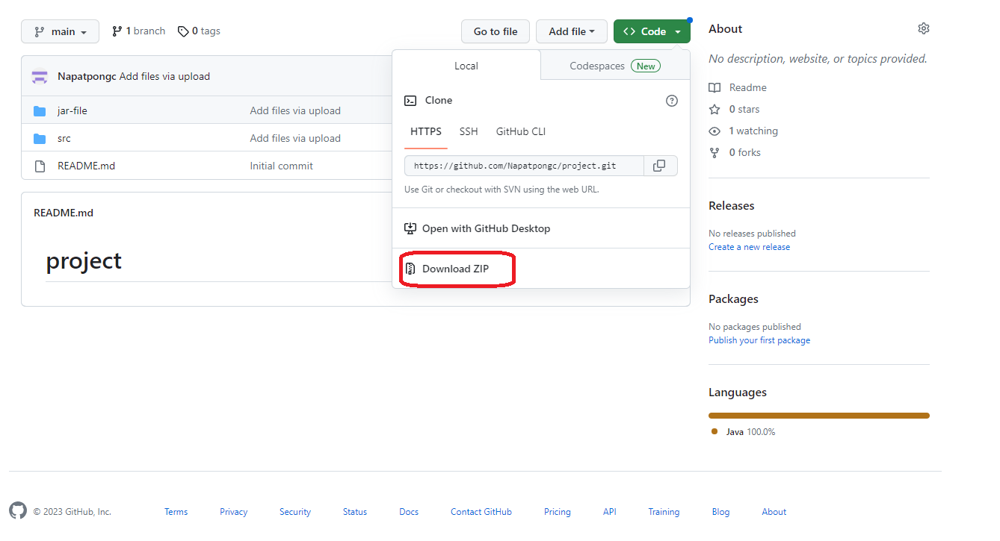 main
1 branch
0 tags
Go to file
Add file
Code
Napatpongc Add files via upload
jar-file Add files via upload
src Add files via upload
README.md Initial commit
README.md
project
Local
Codespaces New
Clone
HTTPS SSH GitHub CLI
https://github.com/Napatpongc/project.git
Use Git or checkout with SVN using the web URL.
Open with GitHub Desktop
Download ZIP
About
No description, website, or topics provided.
Readme
0 stars
1 watching
0 forks
Releases
No releases published
Create a new release
Packages
No packages published
Publish your first package
Languages
Java 100.0%
© 2023 GitHub, Inc. Terms Privacy Security Status Docs Contact GitHub Pricing API Training Blog About